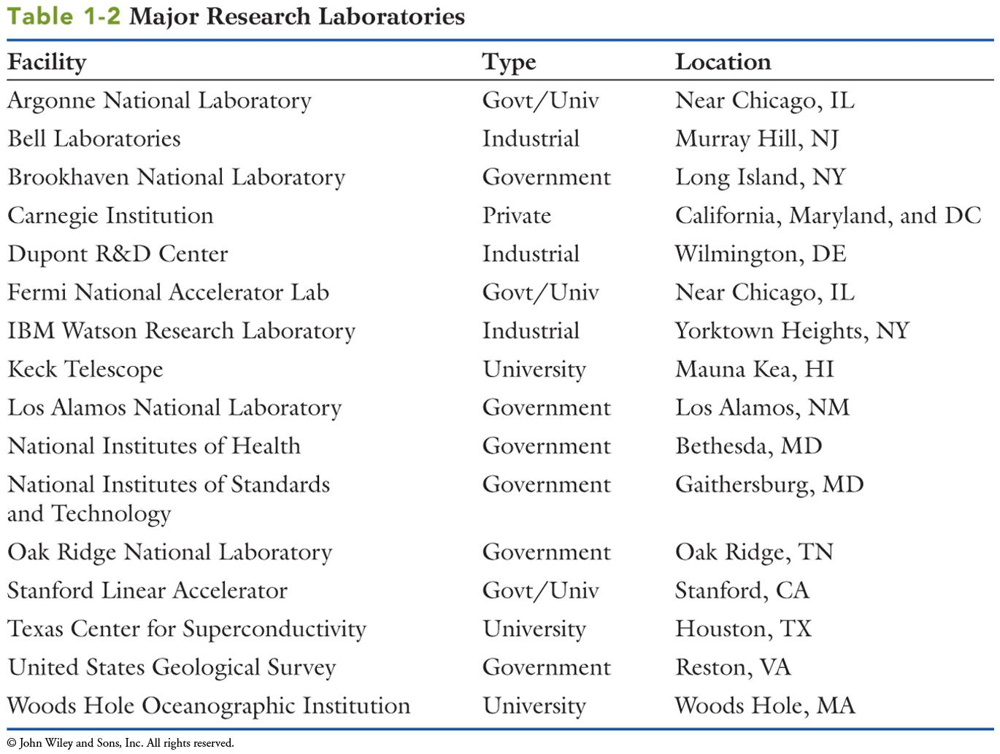 Table 1-2 Major Research Laboratories
Facility Type Location
Argonne National Laboratory Govt/Univ Near Chicago, IL
Bell Laboratories Industrial Murray Hill, NJ
Brookhaven National Laboratory Government Long Island, NY
Carnegie Institution Private California, Maryland, and DC
Dupont R&D Center Industrial Wilmington, DE
Fermi National Accelerator Lab Govt/Univ Near Chicago, IL
IBM Watson Research Laboratory Industrial Yorktown Heights, NY
Keck Telescope University Mauna Kea, HI
Los Alamos National Laboratory Government Los Alamos, NM
National Institutes of Health Government Bethesda, MD
National Institutes of Standards Government Gaithersburg, MD
and Technology
Oak Ridge National Laboratory Government Oak Ridge, TN
Stanford Linear Accelerator Govt/Univ Stanford, CA
Texas Center for Superconductivity University Houston, TX
United States Geological Survey Government Reston, VA
Woods Hole Oceanographic Institution University Woods Hole, MA
© John Wiley and Sons, Inc. All rights reserved.